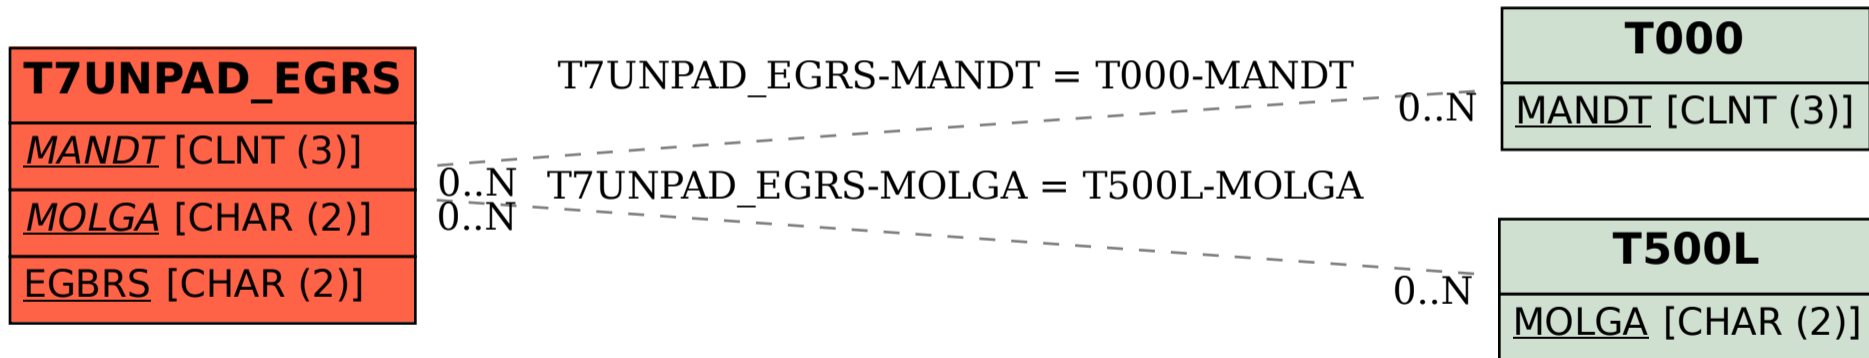 T7UNPAD_EGRS
MANDT [CLNT (3)]
MOLGA [CHAR (2)]
EGBRS [CHAR (2)]
T7UNPAD_EGRS-MANDT = T000-MANDT
0..N
0..N
T7UNPAD_EGRS-MOLGA = T500L-MOLGA
0..N
0..N
T000
MANDT [CLNT (3)]
T500L
MOLGA [CHAR (2)]